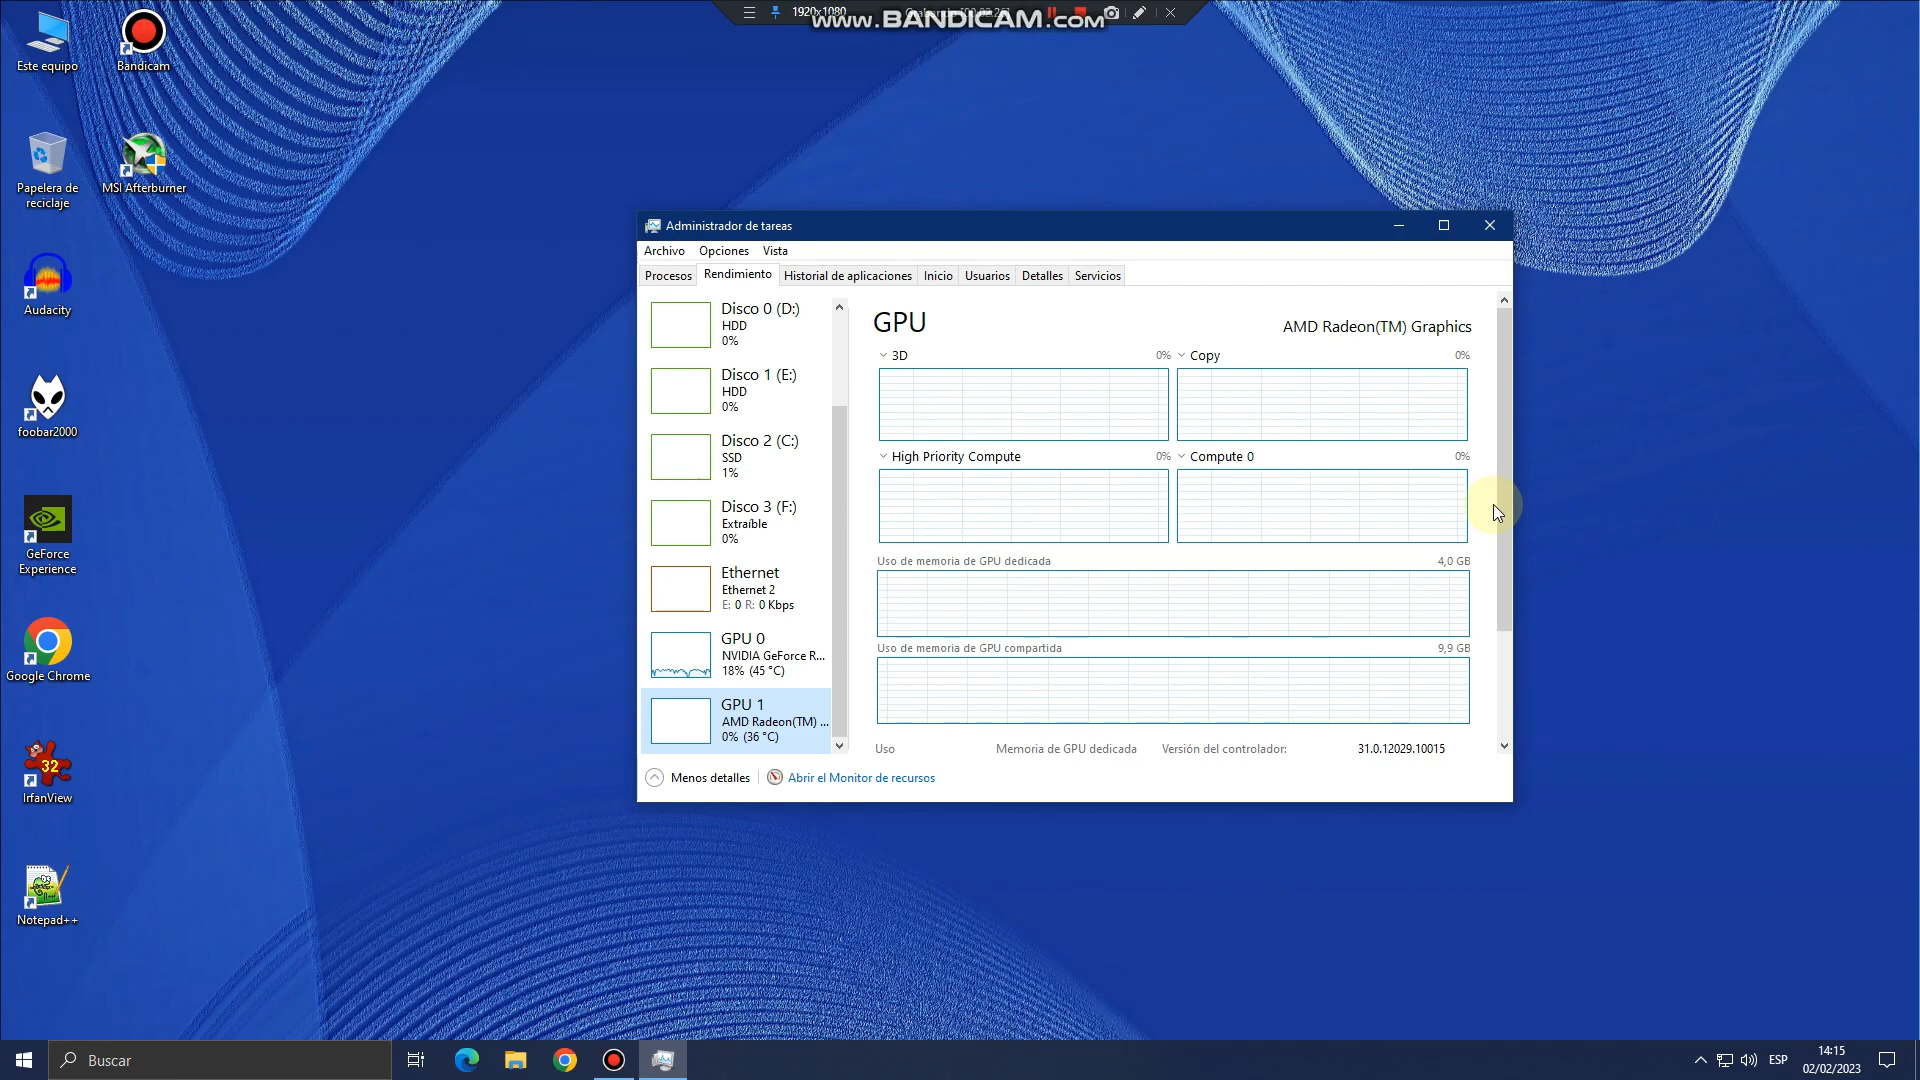 1920x1080
www.BANDICAM.com
Este equipo
Bandicam
Papelera de
reciclaje
MSI Afterburner
Audacity
foobar2000
GeForce
Experience
Google Chrome
32
IrfanView
Notepad++
Administrador de tareas
Archivo Opciones Vista
Procesos Rendimiento Historial de aplicaciones Inicio Usuarios Detalles Servicios
Disco 0 (D:)
HDD
0%
Disco 1 (E:)
HDD
0%
Disco 2 (C:)
SSD
1%
Disco 3 (F:)
Extraíble
0%
Ethernet
Ethernet 2
E: 0 R: 0 Kbps
GPU 0
NVIDIA GeForce R...
18% (45 °C)
GPU 1
AMD Radeon(TM) ...
0% (36 °C)
GPU AMD Radeon(TM) Graphics
3D 0% Copy 0%
High Priority Compute 0% Compute 0 0%
Uso de memoria de GPU dedicada 4,0 GB
Uso de memoria de GPU compartida 9,9 GB
Uso Memoria de GPU dedicada Versión del controlador: 31.0.12029.10015
Menos detalles Abrir el Monitor de recursos
Buscar
ESP
14:15
02/02/2023